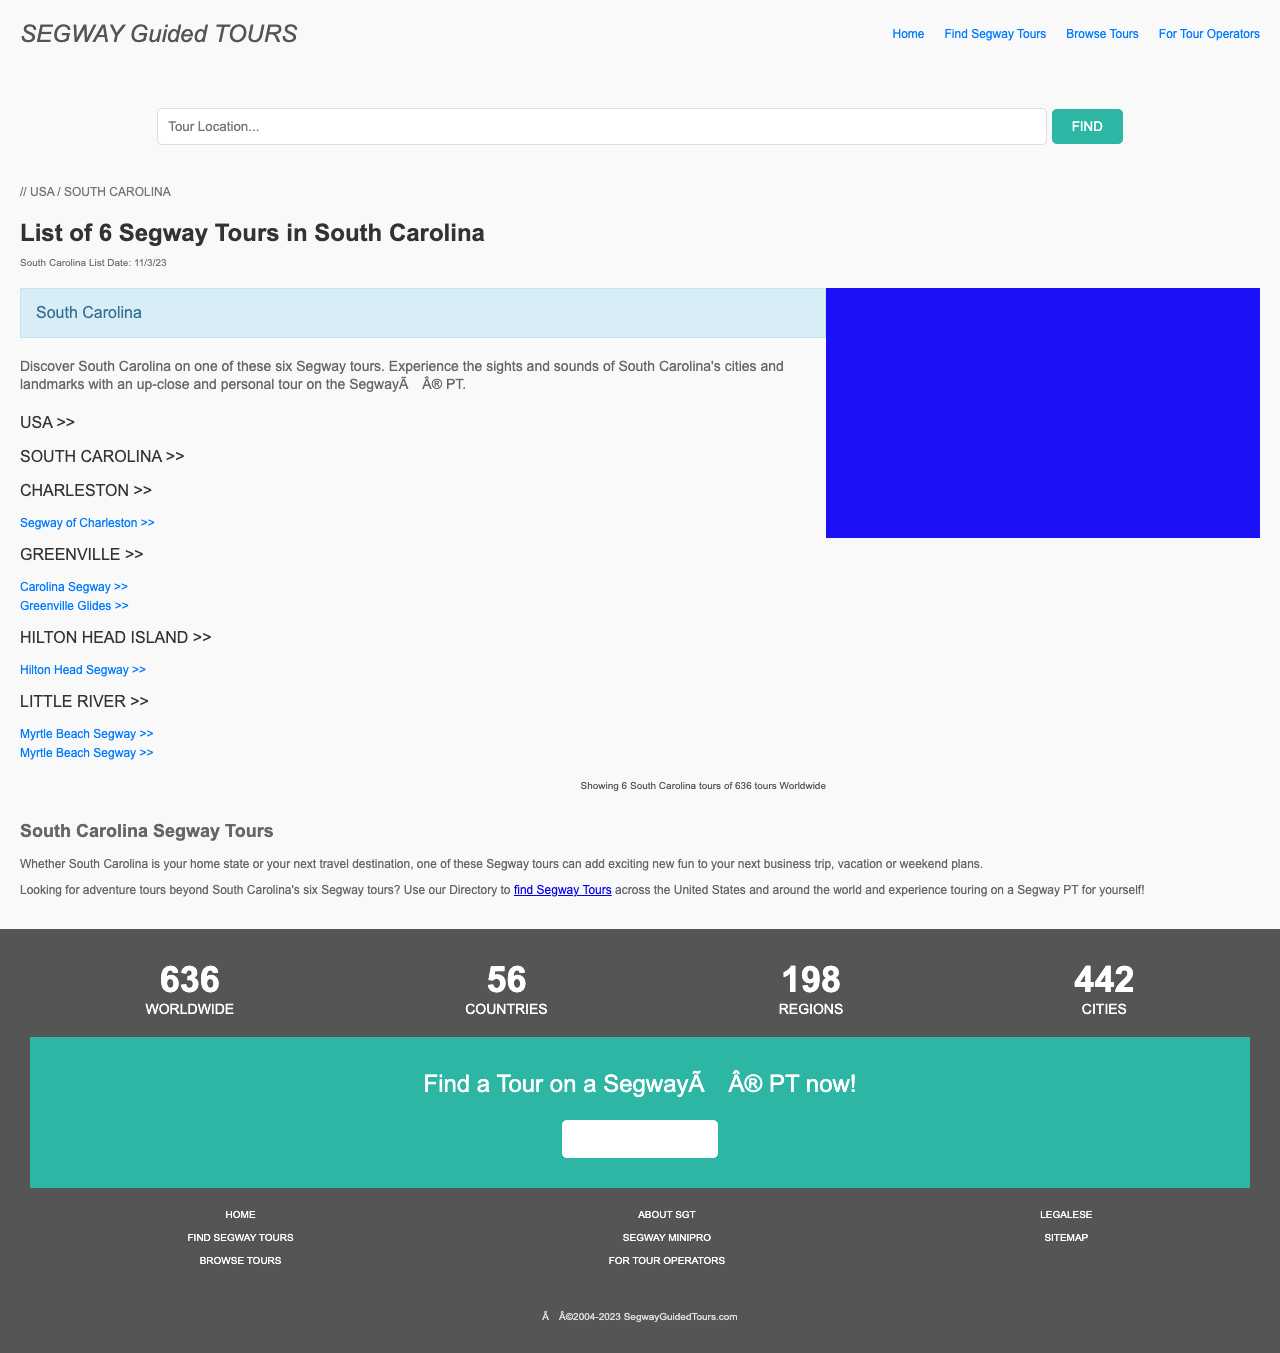 SEGWAY Guided TOURS
Home Find Segway Tours Browse Tours For Tour Operators
Tour Location... FIND
// USA / SOUTH CAROLINA
List of 6 Segway Tours in South Carolina
South Carolina List Date: 11/3/23
South Carolina
Discover South Carolina on one of these six Segway tours. Experience the sights and sounds of South Carolina's cities and
landmarks with an up-close and personal tour on the SegwayÃ Â® PT.
USA >>
SOUTH CAROLINA >>
CHARLESTON >>
Segway of Charleston >>
GREENVILLE >>
Carolina Segway >>
Greenville Glides >>
HILTON HEAD ISLAND >>
Hilton Head Segway >>
LITTLE RIVER >>
Myrtle Beach Segway >>
Myrtle Beach Segway >>
Showing 6 South Carolina tours of 636 tours Worldwide
South Carolina Segway Tours
Whether South Carolina is your home state or your next travel destination, one of these Segway tours can add exciting new fun to your next business trip, vacation or weekend plans.
Looking for adventure tours beyond South Carolina's six Segway tours? Use our Directory to find Segway Tours across the United States and around the world and experience touring on a Segway PT for yourself!
636 56 198 442
WORLDWIDE COUNTRIES REGIONS CITIES
Find a Tour on a SegwayÃ Â® PT now!
HOME ABOUT SGT LEGALESE
FIND SEGWAY TOURS SEGWAY MINIPRO SITEMAP
BROWSE TOURS FOR TOUR OPERATORS
Ã Â©2004-2023 SegwayGuidedTours.com